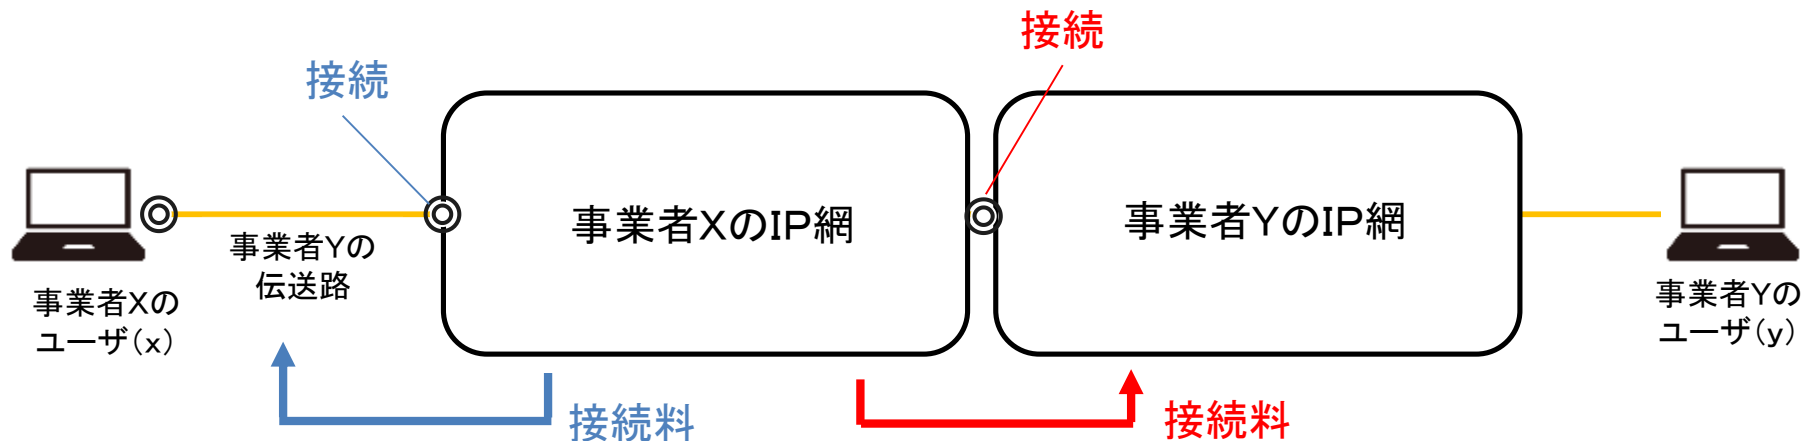 接続
接続
事業者XのIP網
事業者YのIP網
事業者Yの
伝送路
事業者Xの
ユーザ(x)
事業者Yの
ユーザ(y)
接続料
接続料